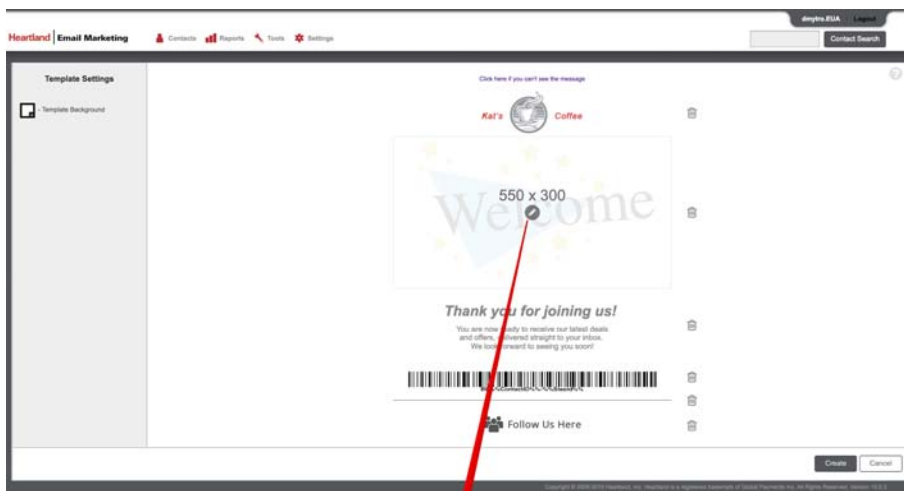 dmytro.EUA Logout
Heartland Email Marketing Contacts Reports Tools Settings Contact Search
Template Settings
- Template Background
Click here if you can't see the message
Kat's Coffee
Welcome
550 x 300
Thank you for joining us!
You are now ready to receive our latest deals
and offers, delivered straight to your inbox.
We look forward to seeing you soon!
Follow Us Here
Create Cancel